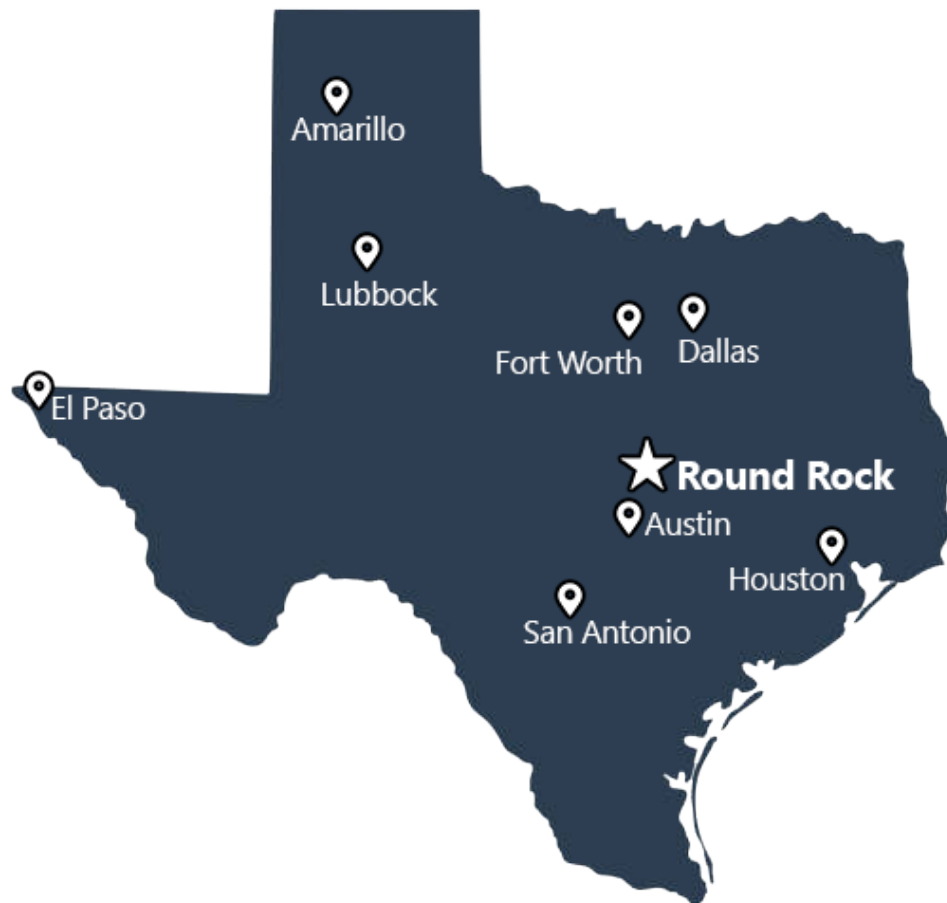 Amarillo
Lubbock
Fort Worth
Dallas
El Paso
Round Rock
Austin
Houston
San Antonio